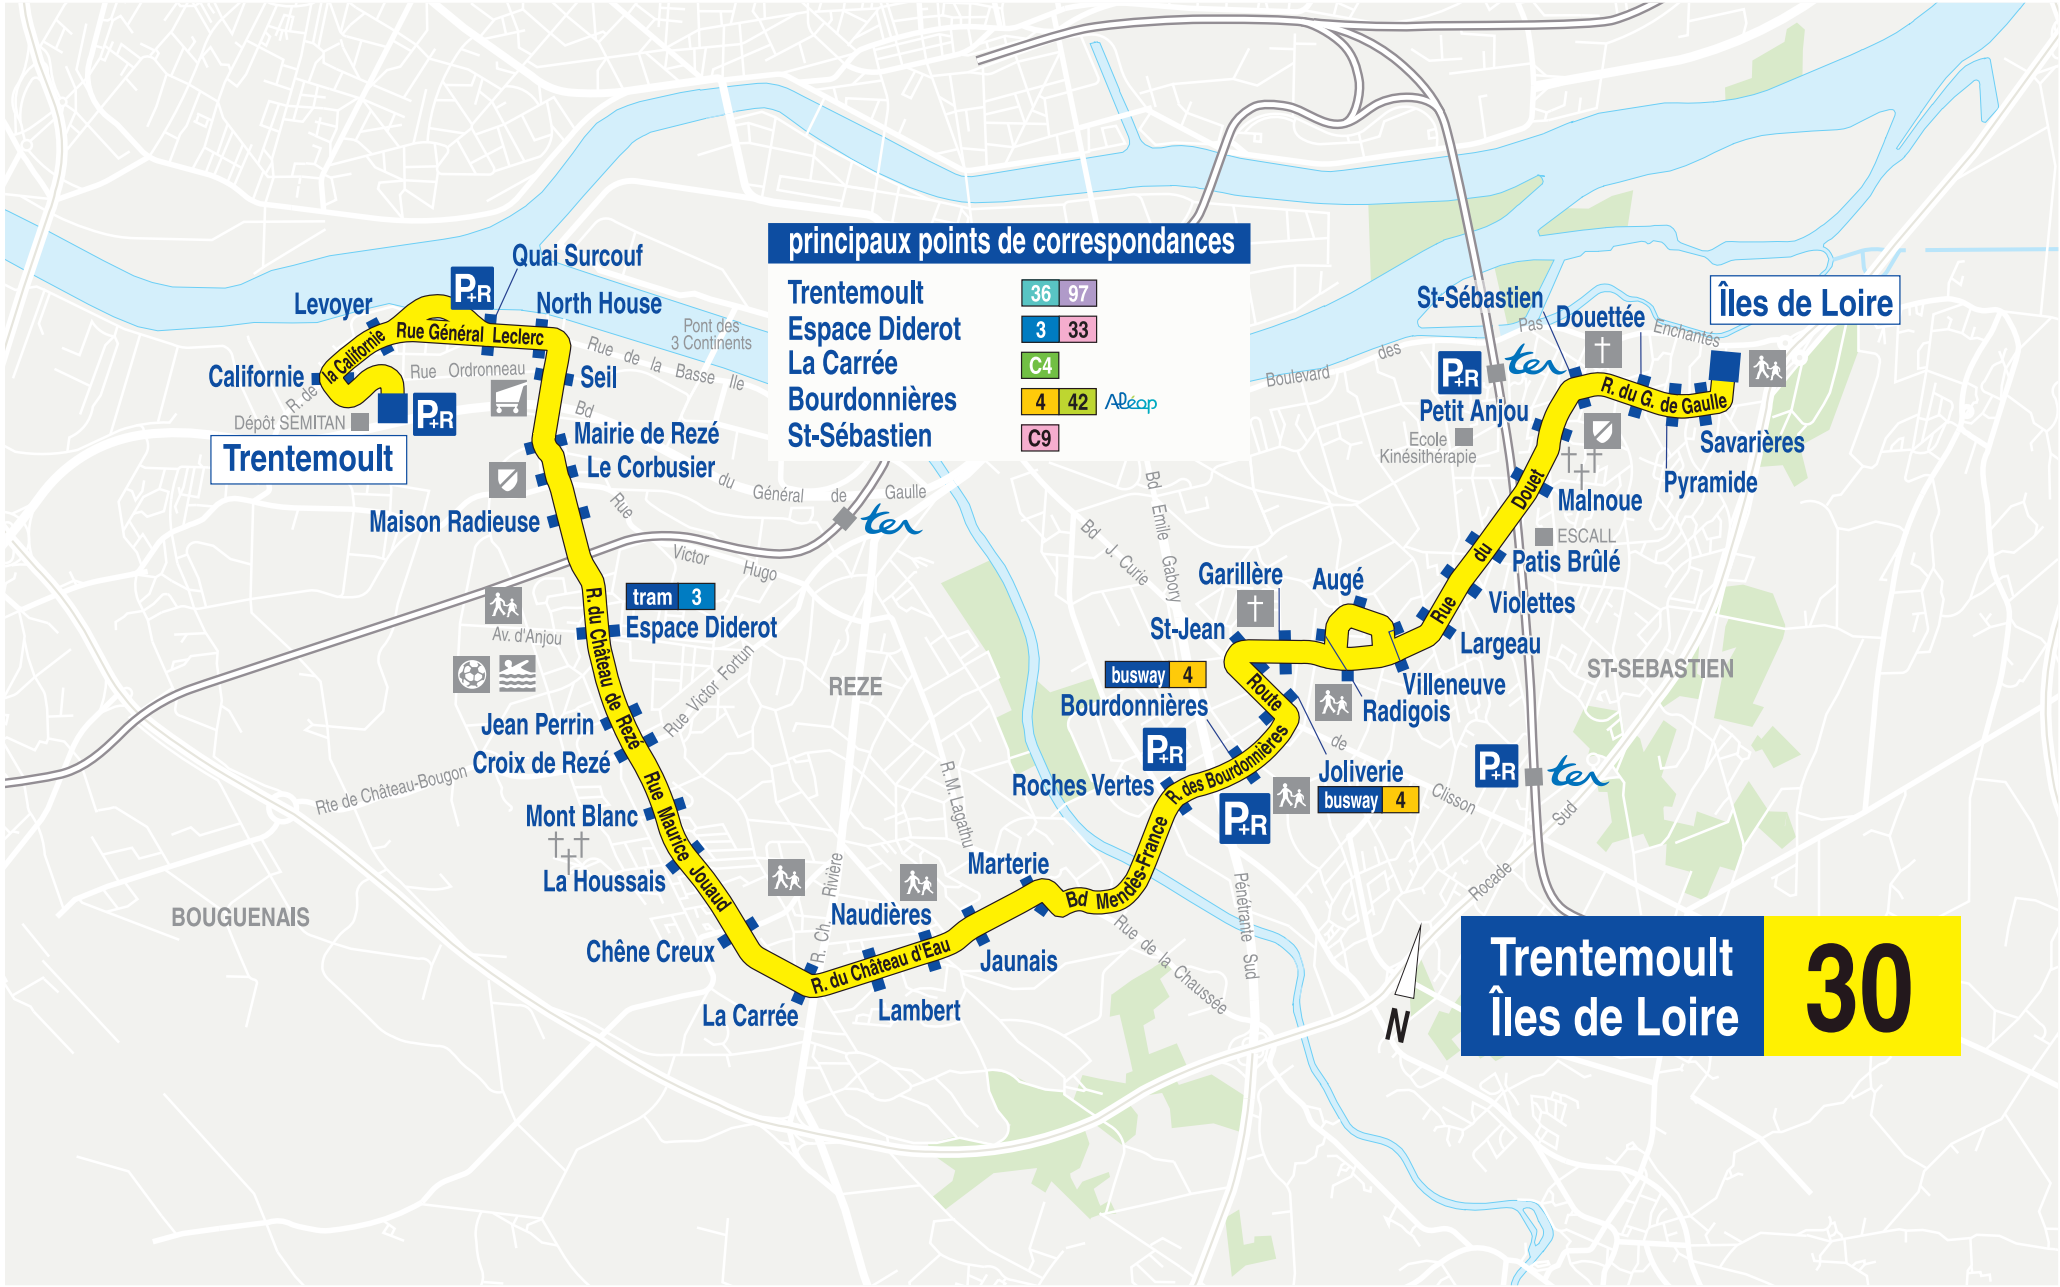 principaux points de correspondances
Trentemoult 36 97
Espace Diderot 3 33
La Carrée C4
Bourdonnières 4 42 Aléop
St-Sébastien C9
Quai Surcouf
P+R
Levoyer
North House
Rue Général Leclerc
la Californie
R. de
Californie
Rue Ordronneau
Seil
Dépôt SEMITAN
P+R
Trentemoult
Pont des
3 Continents
Rue de la Basse Ile
Bd du Général de Gaulle
Mairie de Rezé
Le Corbusier
Maison Radieuse
Rue Victor Hugo
ter
R. du Château de Rezé
tram 3
Espace Diderot
Av. d'Anjou
Rue Victor Fortun
REZE
Jean Perrin
Croix de Rezé
Rte de Château-Bougon
Mont Blanc
Rue Maurice Jouaud
La Houssais
BOUGUENAIS
Chêne Creux
La Carrée
R. Ch. Rivière
R. du Château d'Eau
Lambert
Naudières
Jaunais
R.M. Lagathu
Marterie
Bd Mendès-France
Rue de la Chaussée
Pénétrante Sud
Roches Vertes
P+R
R. des Bourdonnières
P+R
busway 4
Bourdonnières
Joliverie
busway 4
Route
de
Clisson
St-Jean
Garillère
Bd J. Curie
Bd Emile Gabory
Augé
Radigois
Villeneuve
Largeau
Violettes
Patis Brûlé
ESCALL
Malnoue
Rue du Douet
ST-SEBASTIEN
P+R
ter
Rocade Sud
Boulevard des Pas Enchantés
St-Sébastien
Douettée
Îles de Loire
P+R
ter
Petit Anjou
Ecole
Kinésithérapie
R. du G. de Gaulle
Savarières
Pyramide
N
Trentemoult
Îles de Loire
30